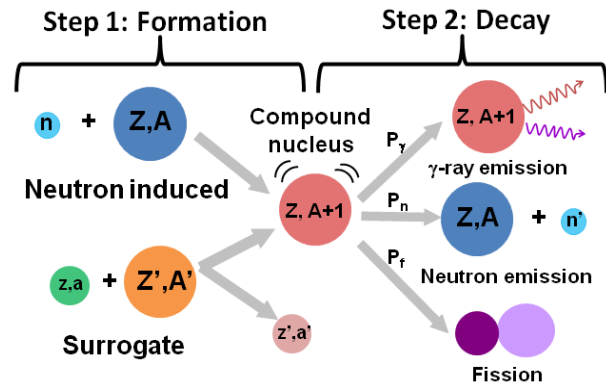 Step 1: Formation
Step 2: Decay
n + Z,A
Neutron induced
z,a + Z’,A’
Surrogate
Compound
nucleus
Z, A+1
z’,a’
Pγ
Z, A+1
γ-ray emission
Pn
Z,A + n’
Neutron emission
Pf
Fission